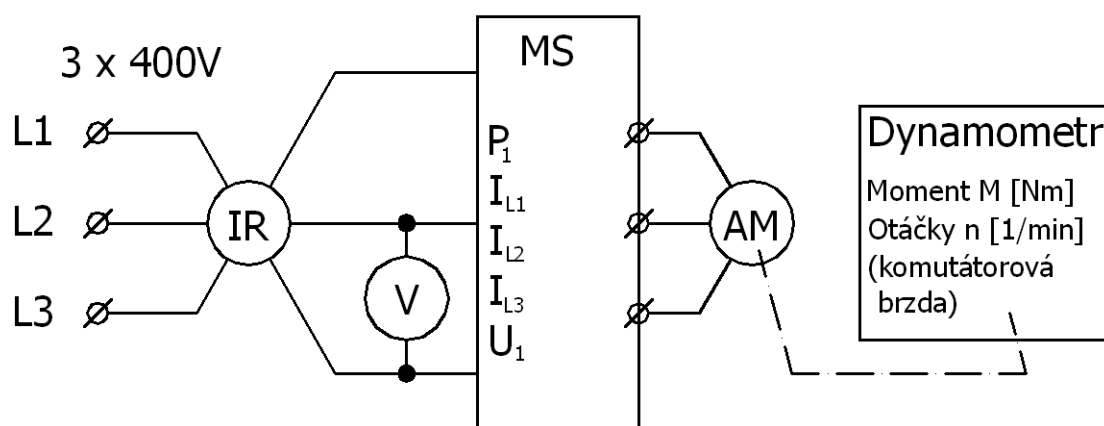 3 x 400V
L1
L2
L3
IR
V
MS
P1
IL1
IL2
IL3
U1
AM
Dynamometr
Moment M [Nm]
Otáčky n [1/min]
(komutátorová
brzda)